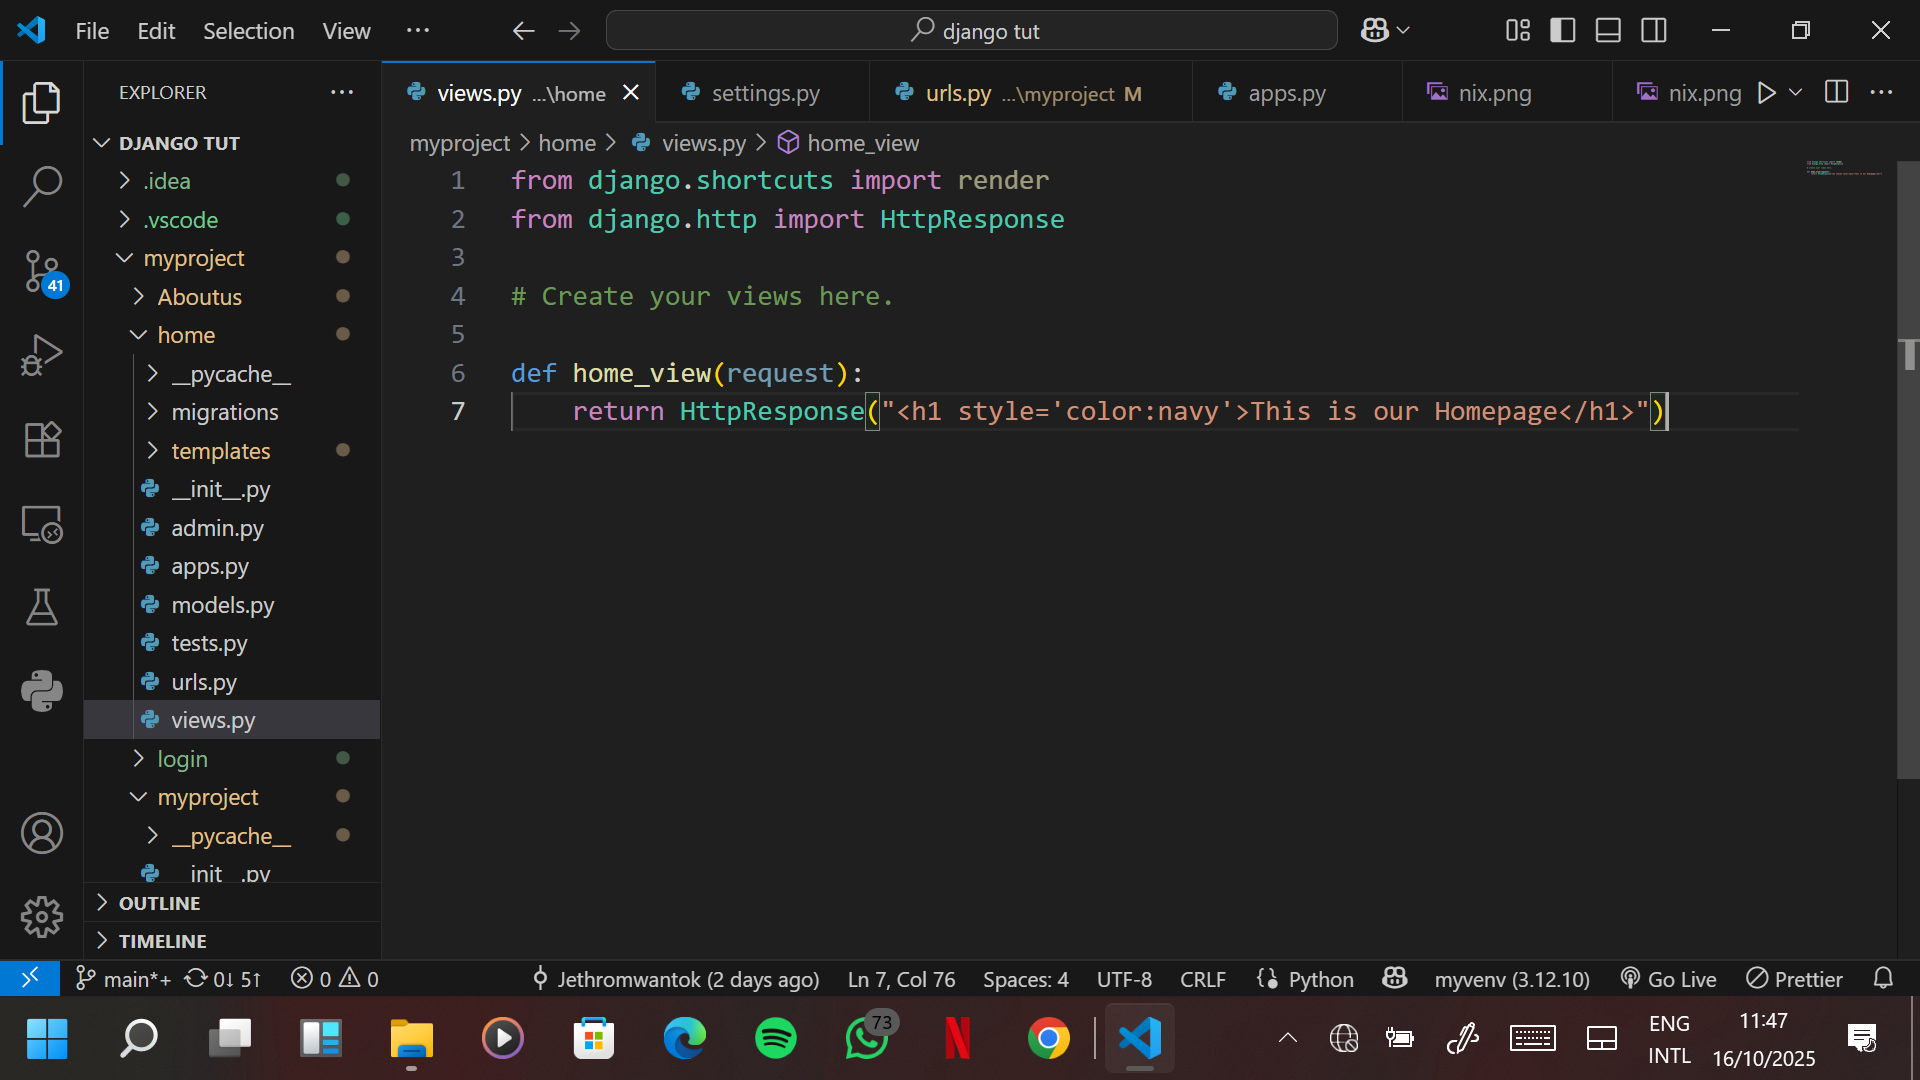 File Edit Selection View ··· django tut
EXPLORER ···
DJANGO TUT
.idea
.vscode
myproject
Aboutus
home
__pycache__
migrations
templates
__init__.py
admin.py
apps.py
models.py
tests.py
urls.py
views.py
login
myproject
__pycache__
__init__.py
OUTLINE
TIMELINE
41
views.py ...\home settings.py urls.py ...\myproject M apps.py nix.png nix.png ···
myproject > home > views.py > home_view
1 from django.shortcuts import render
2 from django.http import HttpResponse
3
4 # Create your views here.
5
6 def home_view(request):
7 return HttpResponse("<h1 style='color:navy'>This is our Homepage</h1>")
main*+ 0↓ 5↑ 0 0 Jethromwantok (2 days ago) Ln 7, Col 76 Spaces: 4 UTF-8 CRLF {} Python myvenv (3.12.10) Go Live Prettier
73
ENG
INTL
11:47
16/10/2025